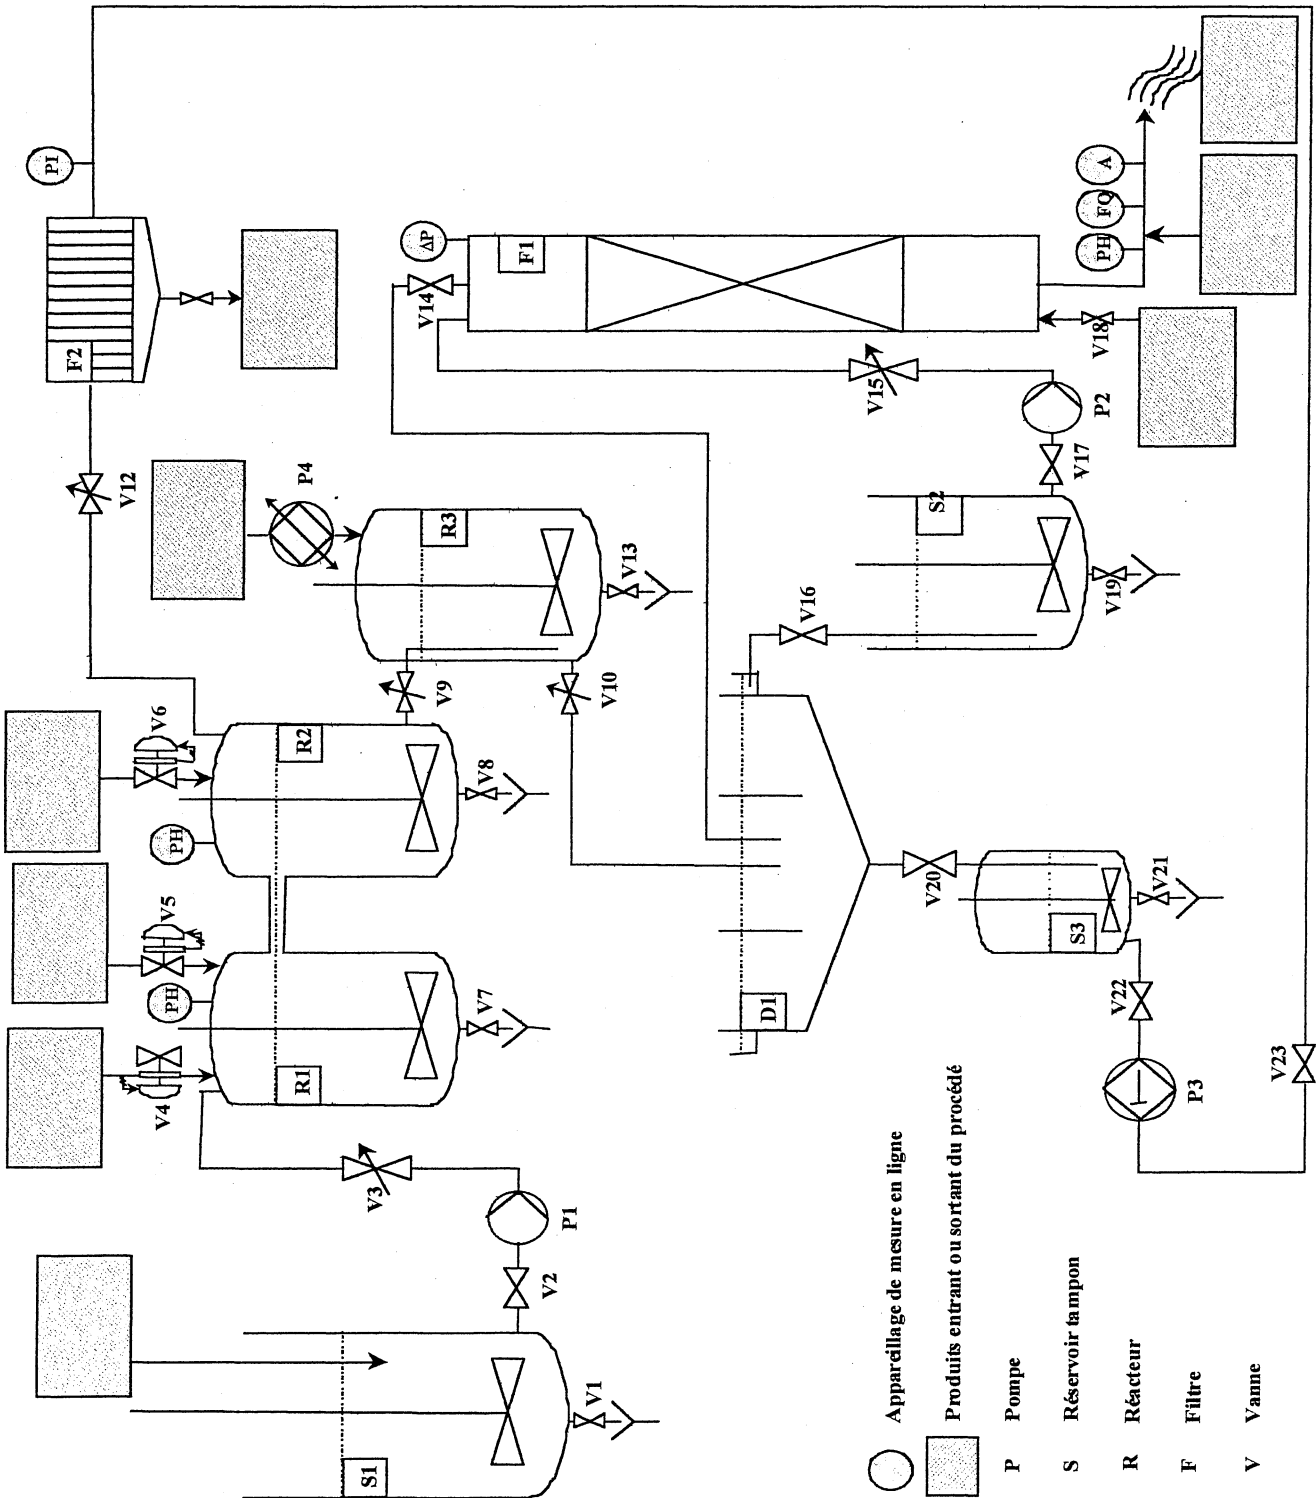 S1
V1
V2
P1
V3
V4
PH
V5
R1
V7
PH
V6
R2
V8
V9
V10
P4
R3
V13
V12
F2
PI
ΔP
V14
F1
V15
P2
V17
S2
V16
V19
V18
PH
FQ
A
D1
V20
S3
V21
V22
P3
V23
Appareillage de mesure en ligne
Produits entrant ou sortant du procédé
P Pompe
S Réservoir tampon
R Réacteur
F Filtre
V Vanne